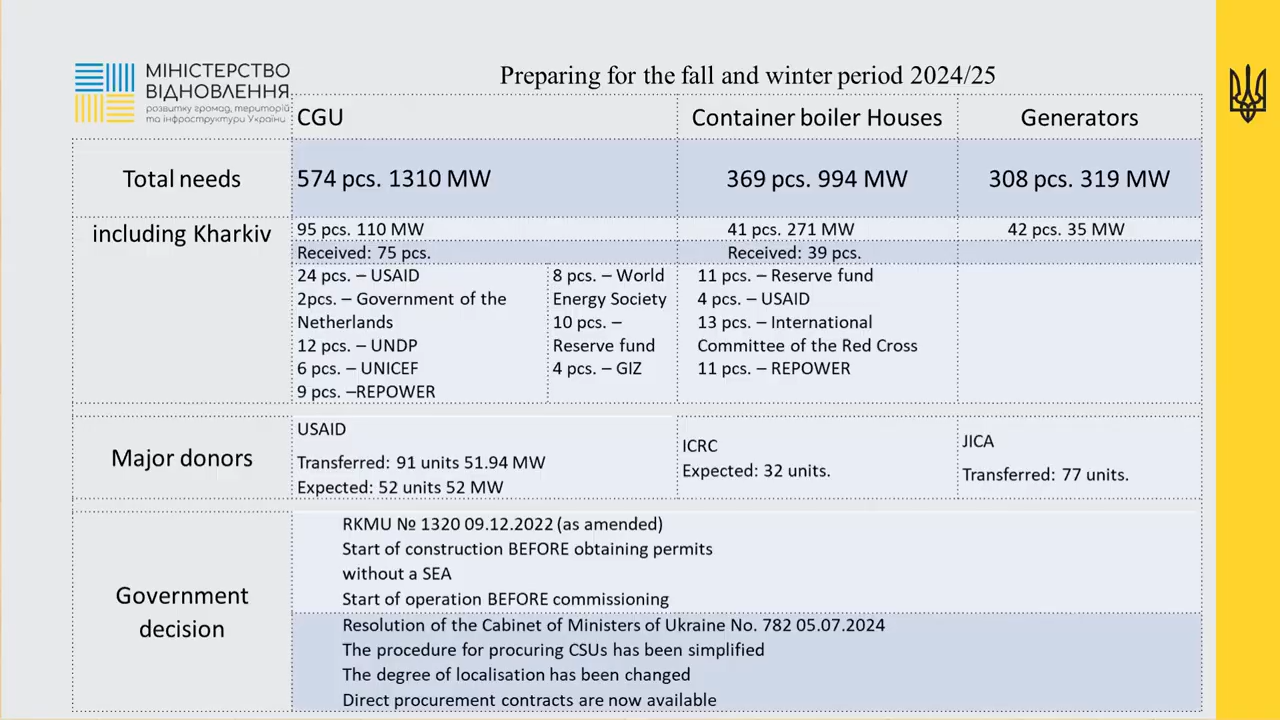 МІНІСТЕРСТВО
ВІДНОВЛЕННЯ
розвитку громад, територій
та інфраструктури України
Preparing for the fall and winter period 2024/25
CGU
Container boiler Houses
Generators
Total needs
574 pcs. 1310 MW
369 pcs. 994 MW
308 pcs. 319 MW
including Kharkiv
95 pcs. 110 MW
41 pcs. 271 MW
42 pcs. 35 MW
Received: 75 pcs.
Received: 39 pcs.
24 pcs. – USAID
2pcs. – Government of the
Netherlands
12 pcs. – UNDP
6 pcs. – UNICEF
9 pcs. –REPOWER
8 pcs. – World
Energy Society
10 pcs. –
Reserve fund
4 pcs. – GIZ
11 pcs. – Reserve fund
4 pcs. – USAID
13 pcs. – International
Committee of the Red Cross
11 pcs. – REPOWER
Major donors
USAID
Transferred: 91 units 51.94 MW
Expected: 52 units 52 MW
ICRC
Expected: 32 units.
JICA
Transferred: 77 units.
Government
decision
RKMU № 1320 09.12.2022 (as amended)
Start of construction BEFORE obtaining permits
without a SEA
Start of operation BEFORE commissioning
Resolution of the Cabinet of Ministers of Ukraine No. 782 05.07.2024
The procedure for procuring CSUs has been simplified
The degree of localisation has been changed
Direct procurement contracts are now available